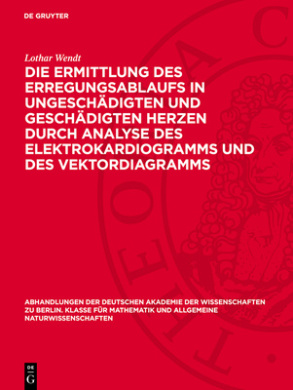 DE GRUYTER
Lothar Wendt
DIE ERMITTLUNG DES
ERREGUNGSABLAUFS IN
UNGESCHÄDIGTEN UND
GESCHÄDIGTEN HERZEN
DURCH ANALYSE DES
ELEKTROKARDIOGRAMMS UND
DES VEKTORDIAGRAMMS
ABHANDLUNGEN DER DEUTSCHEN AKADEMIE DER WISSENSCHAFTEN
ZU BERLIN. KLASSE FÜR MATHEMATIK UND ALLGEMEINE
NATURWISSENSCHAFTEN
DE
G